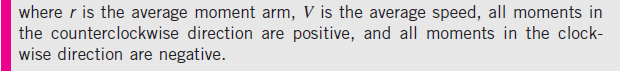 where r is the average moment arm, V is the average speed, all moments in
the counterclockwise direction are positive, and all moments in the clock-
wise direction are negative.